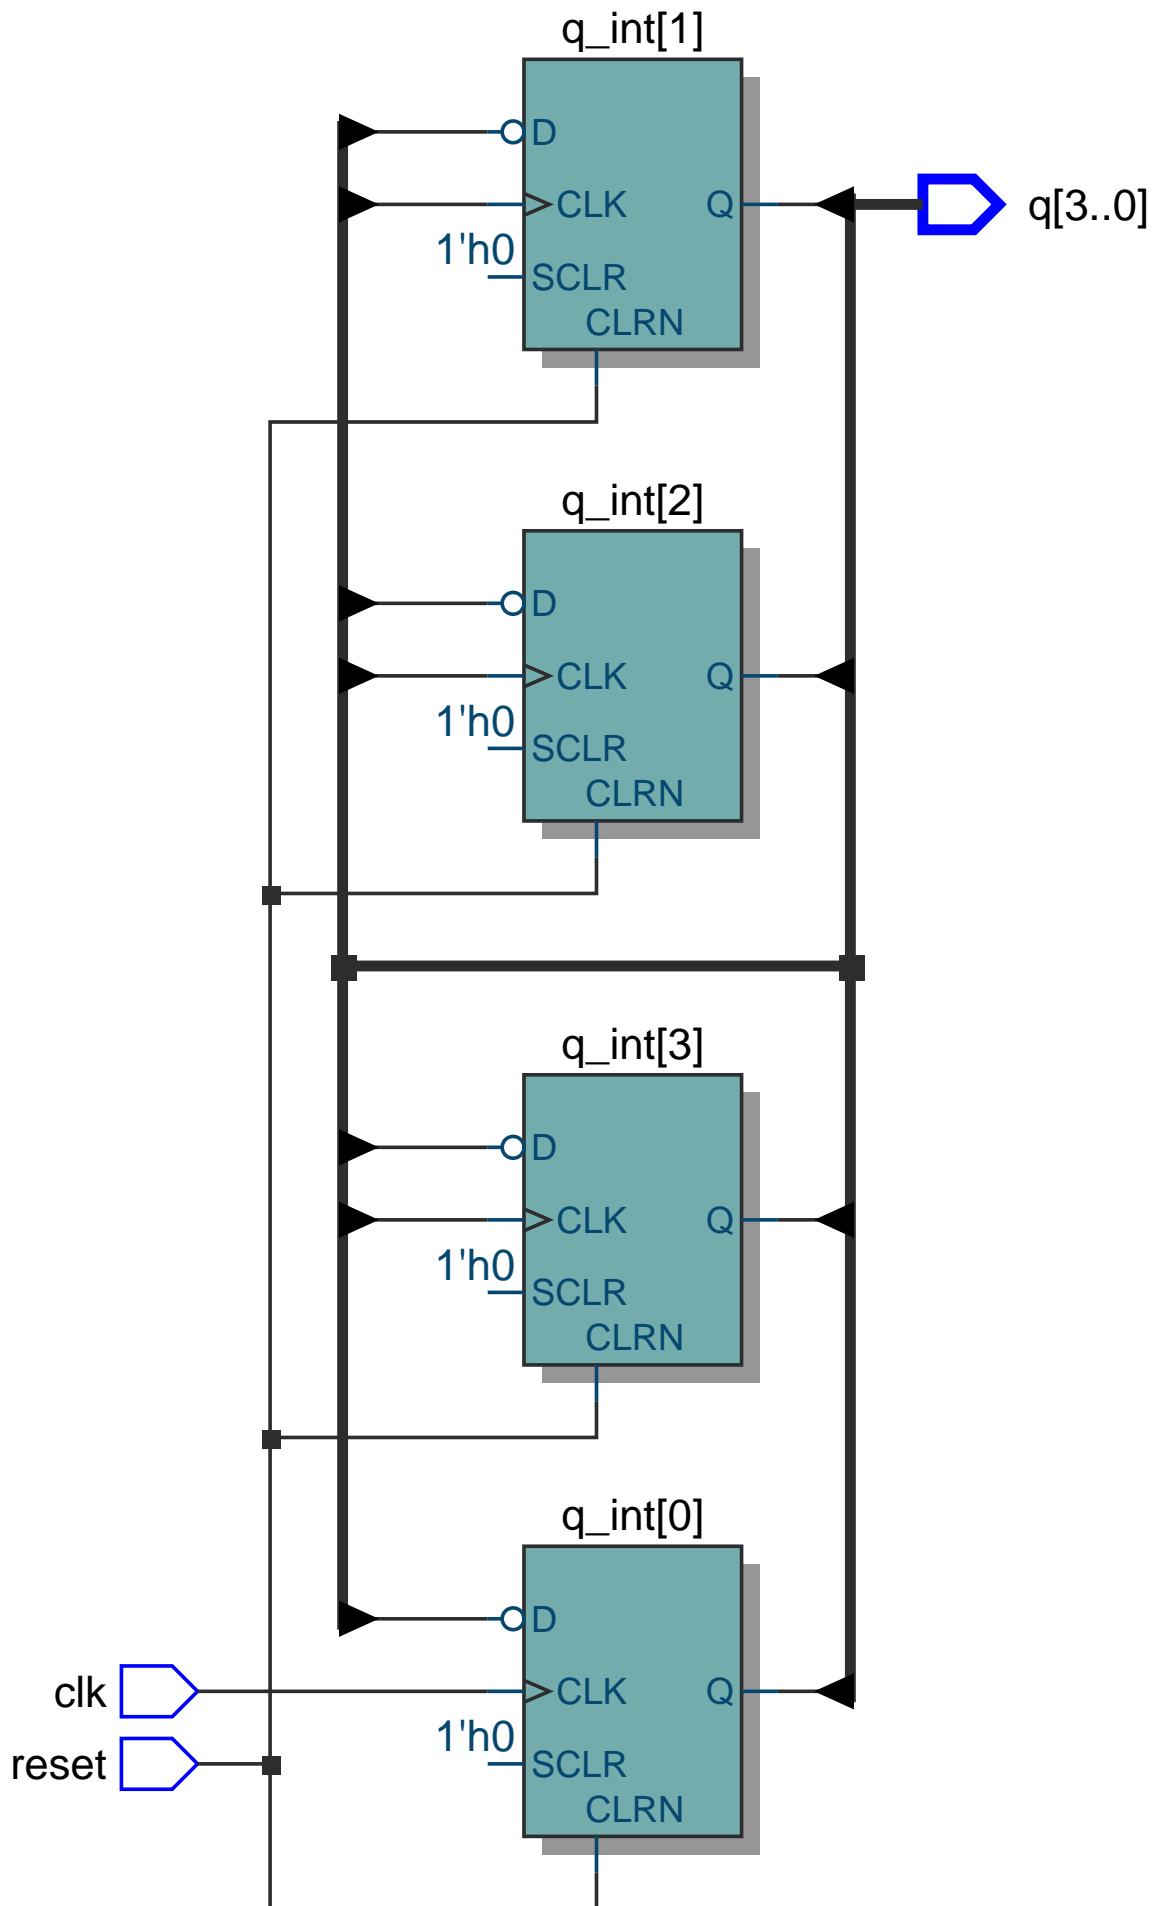 q_int[1]
D
CLK
Q
q[3..0]
1'h0
SCLR
CLRN
q_int[2]
D
CLK
Q
1'h0
SCLR
CLRN
q_int[3]
D
CLK
Q
1'h0
SCLR
CLRN
q_int[0]
D
clk
CLK
Q
1'h0
reset
SCLR
CLRN